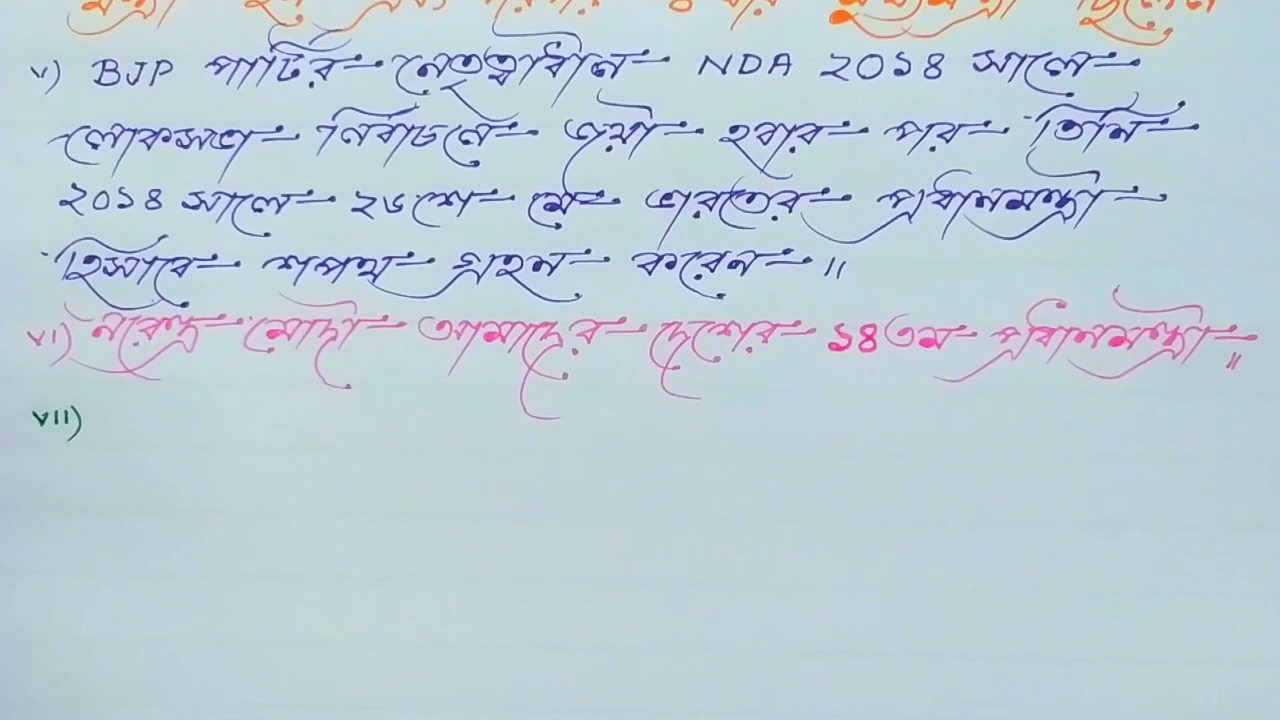 v) BJP পার্টির নেতৃত্বাধীন NDA ২০১৪ সালে
লোকসভা নির্বাচনে জয়ী হবার পর তিনি
২০১৪ সালে ২৬শে মে ভারতের প্রধানমন্ত্রী
হিসাবে শপথ গ্রহন করেন॥
vi) নরেন্দ্র মোদী আমাদের দেশের ১৪তম প্রধানমন্ত্রী॥
vii)